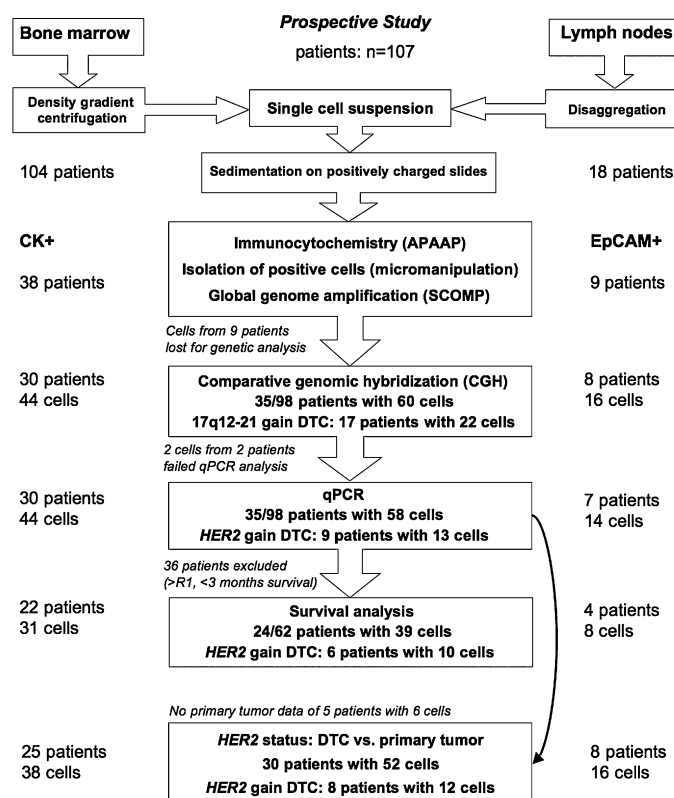 Prospective Study
patients: n=107
Bone marrow
Lymph nodes
Density gradient
centrifugation
Single cell suspension
Disaggregation
104 patients
Sedimentation on positively charged slides
18 patients
CK+
38 patients
Immunocytochemistry (APAAP)
Isolation of positive cells (micromanipulation)
Global genome amplification (SCOMP)
EpCAM+
9 patients
Cells from 9 patients
lost for genetic analysis
30 patients
44 cells
Comparative genomic hybridization (CGH)
35/98 patients with 60 cells
17q12-21 gain DTC: 17 patients with 22 cells
8 patients
16 cells
2 cells from 2 patients
failed qPCR analysis
30 patients
44 cells
qPCR
35/98 patients with 58 cells
HER2 gain DTC: 9 patients with 13 cells
7 patients
14 cells
36 patients excluded
(>R1, <3 months survival)
22 patients
31 cells
Survival analysis
24/62 patients with 39 cells
HER2 gain DTC: 6 patients with 10 cells
4 patients
8 cells
No primary tumor data of 5 patients with 6 cells
25 patients
38 cells
HER2 status: DTC vs. primary tumor
30 patients with 52 cells
HER2 gain DTC: 8 patients with 12 cells
8 patients
16 cells